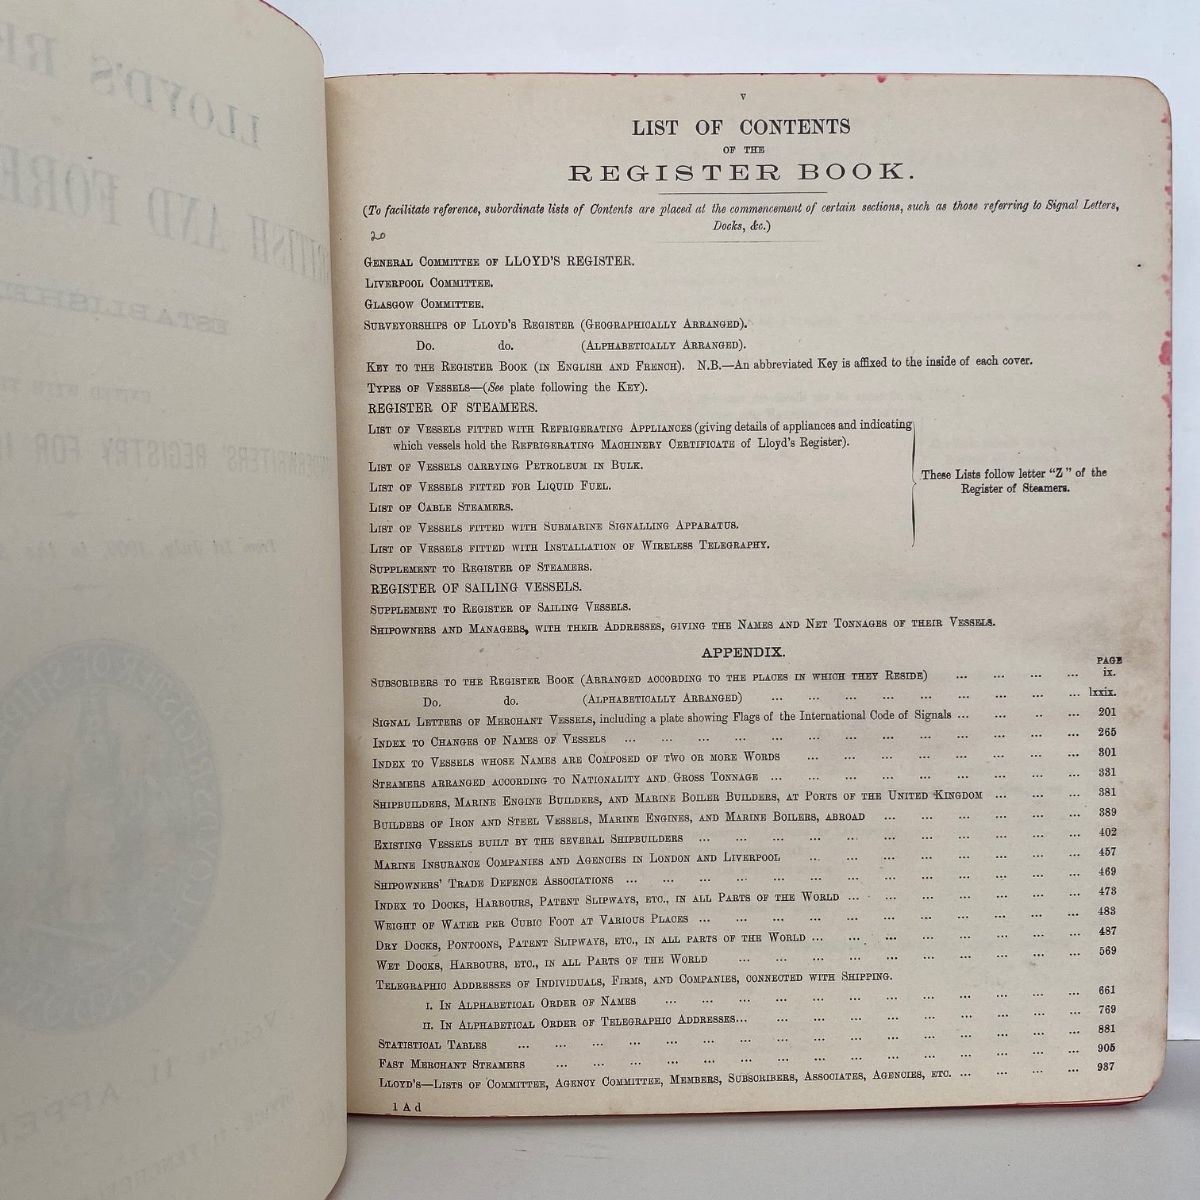 v
LIST OF CONTENTS
OF THE
REGISTER BOOK.
(To facilitate reference, subordinate lists of Contents are placed at the commencement of certain sections, such as those referring to Signal Letters,
Docks, &c.)
20
GENERAL COMMITTEE OF LLOYD'S REGISTER.
LIVERPOOL COMMITTEE.
GLASGOW COMMITTEE.
SURVEYORSHIPS OF LLOYD'S REGISTER (GEOGRAPHICALLY ARRANGED).
Do. do. (ALPHABETICALLY ARRANGED).
KEY TO THE REGISTER BOOK (IN ENGLISH AND FRENCH). N.B.—An abbreviated Key is affixed to the inside of each cover.
TYPES OF VESSELS—(See plate following the KEY).
REGISTER OF STEAMERS.
LIST OF VESSELS FITTED WITH REFRIGERATING APPLIANCES (giving details of appliances and indicating
which vessels hold the REFRIGERATING MACHINERY CERTIFICATE of Lloyd's Register).
LIST OF VESSELS CARRYING PETROLEUM IN BULK.
LIST OF VESSELS FITTED FOR LIQUID FUEL.
LIST OF CABLE STEAMERS.
LIST OF VESSELS FITTED WITH SUBMARINE SIGNALLING APPARATUS.
LIST OF VESSELS FITTED WITH INSTALLATION OF WIRELESS TELEGRAPHY.
These Lists follow letter "Z" of the
Register of Steamers.
SUPPLEMENT TO REGISTER OF STEAMERS.
REGISTER OF SAILING VESSELS.
SUPPLEMENT TO REGISTER OF SAILING VESSELS.
SHIPOWNERS AND MANAGERS, WITH THEIR ADDRESSES, GIVING THE NAMES AND NET TONNAGES OF THEIR VESSELS.
APPENDIX.
PAGE
SUBSCRIBERS TO THE REGISTER BOOK (ARRANGED ACCORDING TO THE PLACES IN WHICH THEY RESIDE) ... ... ... ... ix.
Do. do. (ALPHABETICALLY ARRANGED) ... ... ... ... ... ... ... ... ... lxxix.
SIGNAL LETTERS OF MERCHANT VESSELS, including a plate showing Flags of the International Code of Signals ... ... .. ... 201
INDEX TO CHANGES OF NAMES OF VESSELS ... ... ... ... ... ... ... ... ... ... ... ... ... 265
INDEX TO VESSELS WHOSE NAMES ARE COMPOSED OF TWO OR MORE WORDS ... ... ... ... ... ... ... ... 301
STEAMERS ARRANGED ACCORDING TO NATIONALITY AND GROSS TONNAGE ... ... ... ... ... ... ... ... ... 331
SHIPBUILDERS, MARINE ENGINE BUILDERS, AND MARINE BOILER BUILDERS, AT PORTS OF THE UNITED KINGDOM ... ... ... 381
BUILDERS OF IRON AND STEEL VESSELS, MARINE ENGINES, AND MARINE BOILERS, ABROAD ... ... ... ... ... ... 389
EXISTING VESSELS BUILT BY THE SEVERAL SHIPBUILDERS ... ... ... ... ... ... ... ... ... ... ... 402
MARINE INSURANCE COMPANIES AND AGENCIES IN LONDON AND LIVERPOOL ... ... ... ... ... ... ... ... 457
SHIPOWNERS' TRADE DEFENCE ASSOCIATIONS ... ... ... ... ... ... ... ... ... ... ... ... ... 469
INDEX TO DOCKS, HARBOURS, PATENT SLIPWAYS, ETC., IN ALL PARTS OF THE WORLD ... ... ... ... ... ... ... 473
WEIGHT OF WATER PER CUBIC FOOT AT VARIOUS PLACES ... ... ... ... ... ... ... ... ... ... ... 483
DRY DOCKS, PONTOONS, PATENT SLIPWAYS, ETC., IN ALL PARTS OF THE WORLD ... ... ... ... ... ... ... ... 487
WET DOCKS, HARBOURS, ETC., IN ALL PARTS OF THE WORLD ... ... ... ... ... ... ... ... ... ... 569
TELEGRAPHIC ADDRESSES OF INDIVIDUALS, FIRMS, AND COMPANIES, CONNECTED WITH SHIPPING.
I. IN ALPHABETICAL ORDER OF NAMES ... ... ... ... ... ... ... ... ... ... ... ... 661
II. IN ALPHABETICAL ORDER OF TELEGRAPHIC ADDRESSES... ... ... ... ... ... ... ... ... ... 769
STATISTICAL TABLES ... ... ... ... ... ... ... ... ... ... ... ... ... ... ... ... 881
FAST MERCHANT STEAMERS ... ... ... ... ... ... ... ... ... ... ... ... ... ... ... 905
LLOYD'S—LISTS OF COMMITTEE, AGENCY COMMITTEE, MEMBERS, SUBSCRIBERS, ASSOCIATES, AGENCIES, ETC. ... ... ... ... 937
1 A d